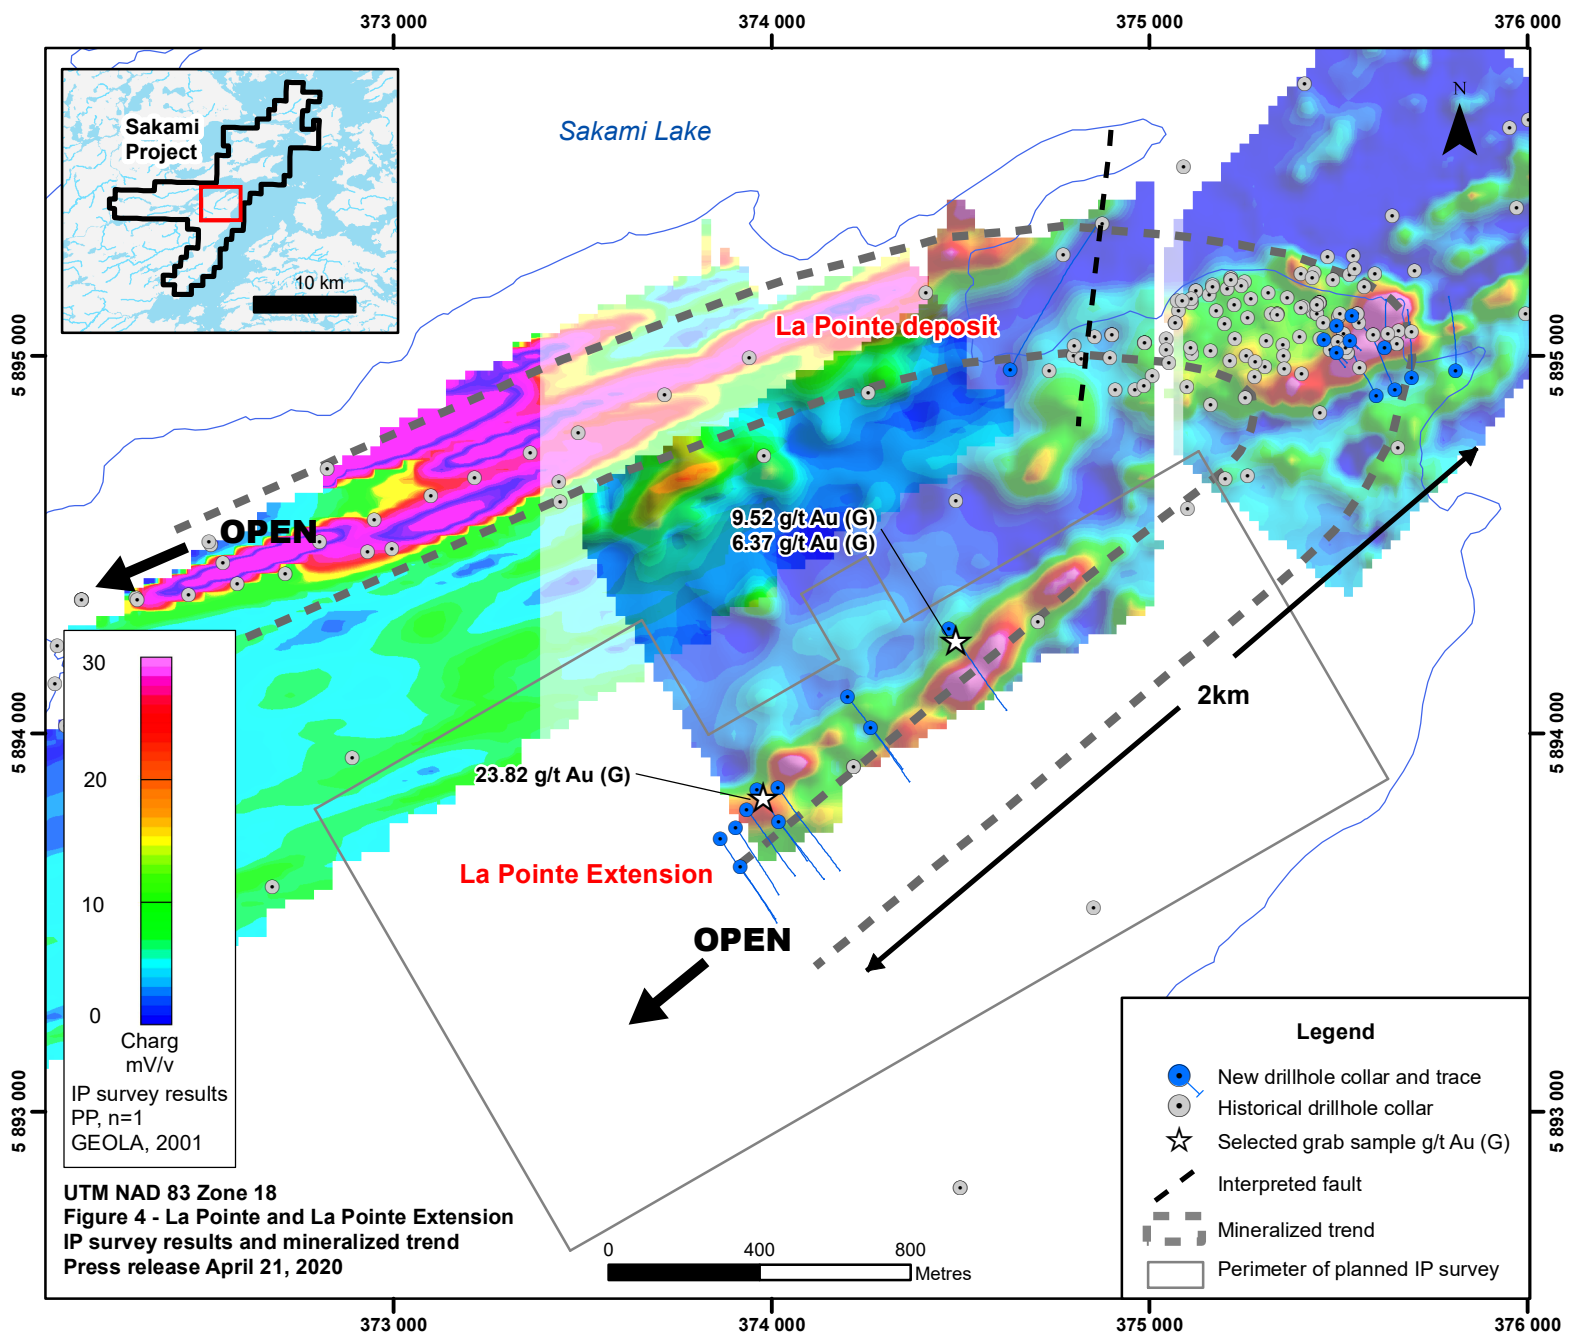 373 000
374 000
375 000
376 000
Sakami
Project
10 km
Sakami Lake
N
5 895 000
5 895 000
La Pointe deposit
OPEN
9.52 g/t Au (G)
6.37 g/t Au (G)
2km
23.82 g/t Au (G)
La Pointe Extension
OPEN
5 894 000
5 894 000
30
20
10
0
Charg
mV/v
IP survey results
PP, n=1
GEOLA, 2001
5 893 000
5 893 000
UTM NAD 83 Zone 18
Figure 4 - La Pointe and La Pointe Extension
IP survey results and mineralized trend
Press release April 21, 2020
0
400
800
Metres
Legend
New drillhole collar and trace
Historical drillhole collar
Selected grab sample g/t Au (G)
Interpreted fault
Mineralized trend
Perimeter of planned IP survey
373 000
374 000
375 000
376 000